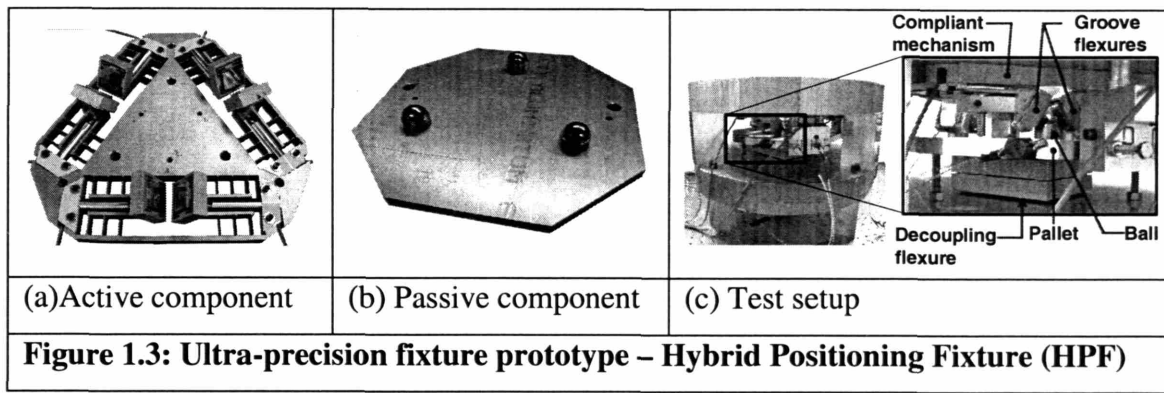 Compliant mechanism
Groove flexures
Decoupling flexure
Pallet
Ball
(a)Active component
(b) Passive component
(c) Test setup
Figure 1.3: Ultra-precision fixture prototype – Hybrid Positioning Fixture (HPF)